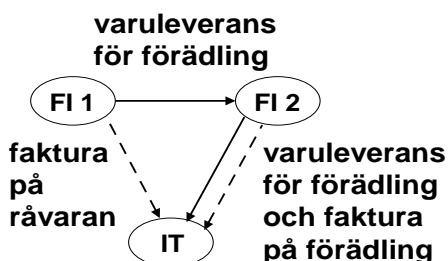 varuleverans
för förädling
FI 1
FI 2
faktura
på
råvaran
varuleverans
för förädling
och faktura
på förädling
IT